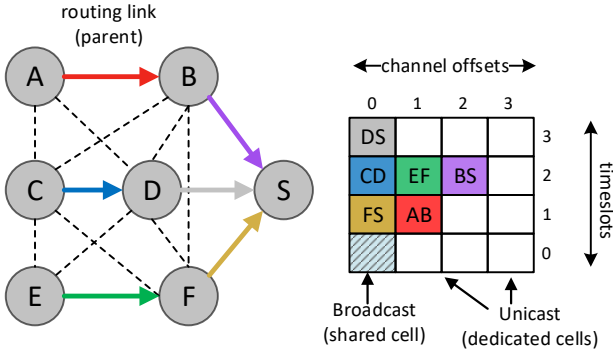 routing link
(parent)
A
B
C
D
S
E
F
channel offsets
0 1 2 3
DS
3
CD EF BS
2
FS AB
1
0
timeslots
Broadcast
(shared cell)
Unicast
(dedicated cells)